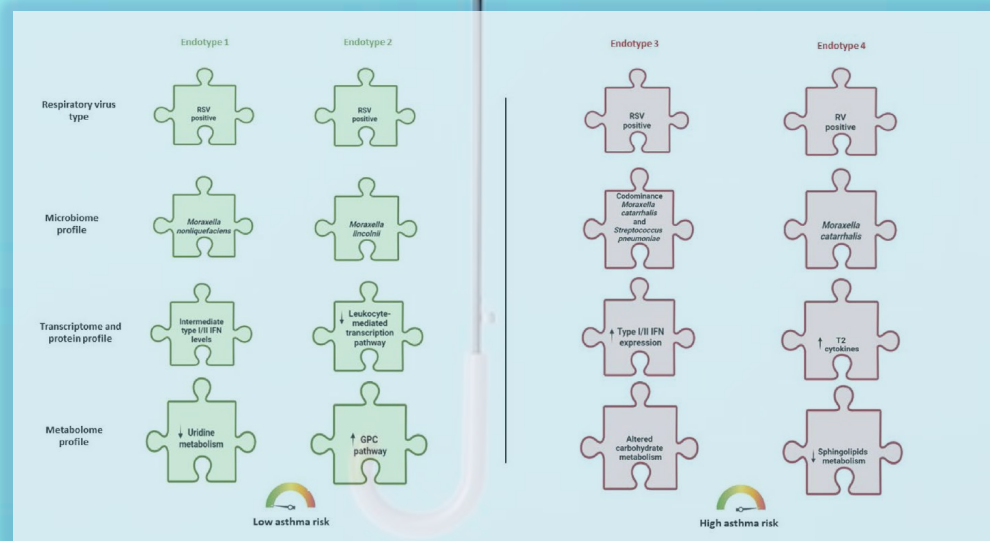 Endotype 1
Endotype 2
Endotype 3
Endotype 4
Respiratory virus
type
RSV
positive
RSV
positive
RSV
positive
RV
positive
Microbiome
profile
Moraxella
nonliquefaciens
Moraxella
lincolnii
Codominance
Moraxella
catarrhalis
and
Streptococcus
pneumoniae
Moraxella
catarrhalis
Transcriptome and
protein profile
Intermediate
type I/II IFN
levels
↓ Leukocyte-
mediated
transcription
pathway
↑ Type I/II IFN
expression
↑ T2
cytokines
Metabolome
profile
↓ Uridine
metabolism
↑ GPC
pathway
Altered
carbohydrate
metabolism
↓ Sphingolipids
metabolism
Low asthma risk
High asthma risk